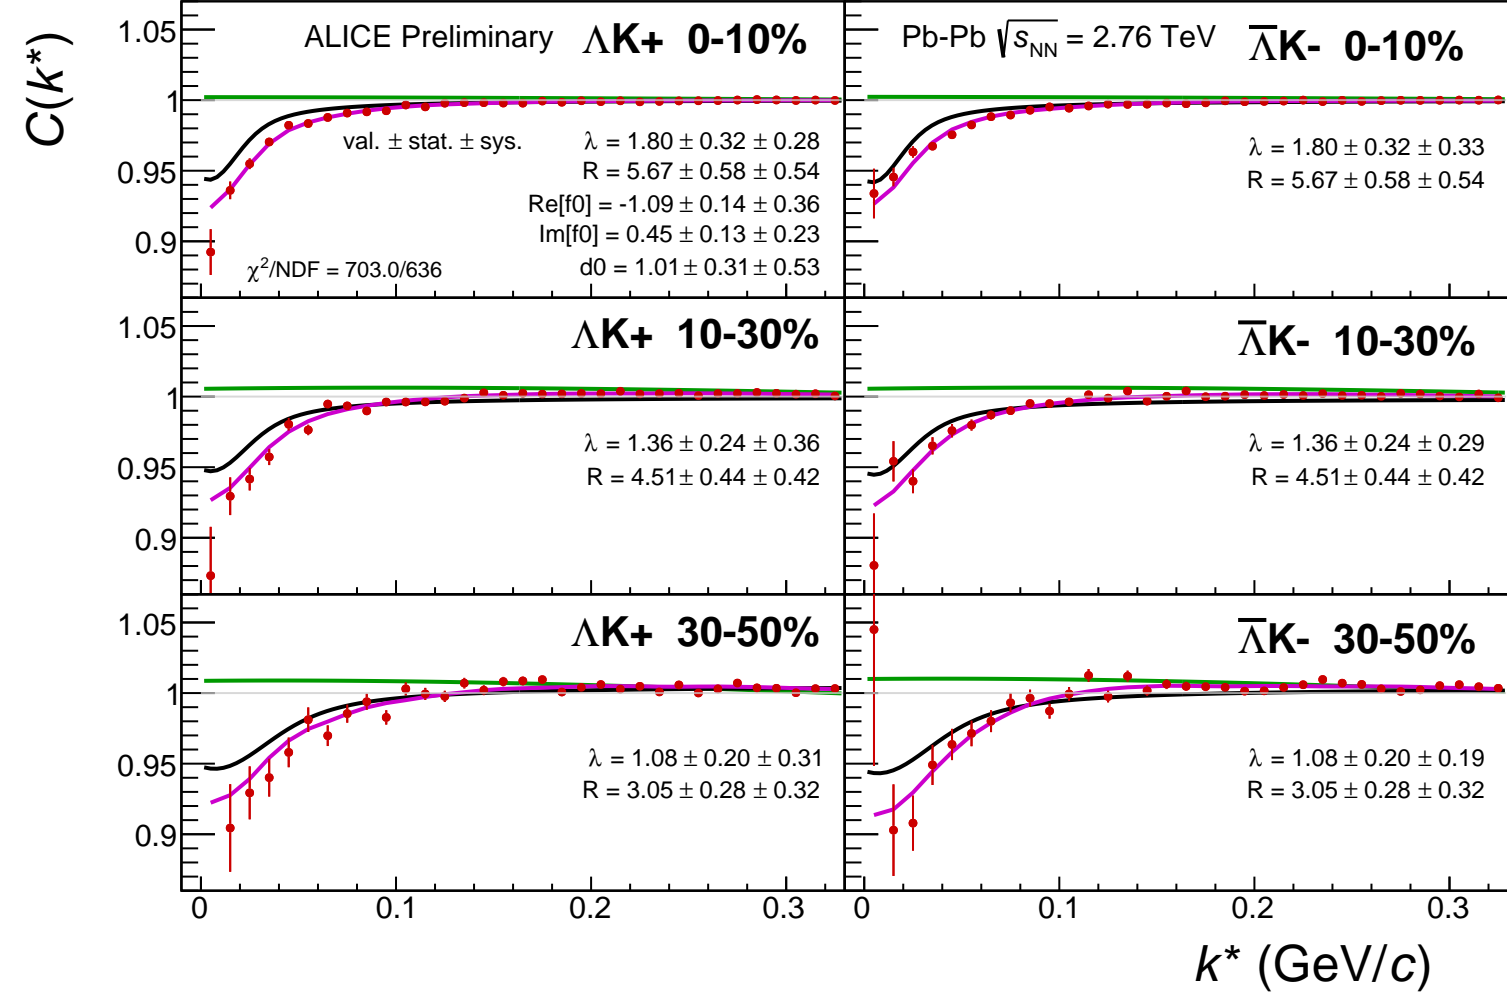 C(k*)
ALICE Preliminary ΛK+ 0-10%
val. ± stat. ± sys.
λ = 1.80 ± 0.32 ± 0.28
R = 5.67 ± 0.58 ± 0.54
Re[f0] = -1.09 ± 0.14 ± 0.36
Im[f0] = 0.45 ± 0.13 ± 0.23
d0 = 1.01 ± 0.31 ± 0.53
χ²/NDF = 703.0/636
1.05
1
0.95
0.9
Pb-Pb √sNN = 2.76 TeV Λ̅K- 0-10%
λ = 1.80 ± 0.32 ± 0.33
R = 5.67 ± 0.58 ± 0.54
ΛK+ 10-30%
λ = 1.36 ± 0.24 ± 0.36
R = 4.51 ± 0.44 ± 0.42
1.05
1
0.95
0.9
Λ̅K- 10-30%
λ = 1.36 ± 0.24 ± 0.29
R = 4.51 ± 0.44 ± 0.42
ΛK+ 30-50%
λ = 1.08 ± 0.20 ± 0.31
R = 3.05 ± 0.28 ± 0.32
1.05
1
0.95
0.9
Λ̅K- 30-50%
λ = 1.08 ± 0.20 ± 0.19
R = 3.05 ± 0.28 ± 0.32
0 0.1 0.2 0.3 0 0.1 0.2 0.3
k* (GeV/c)